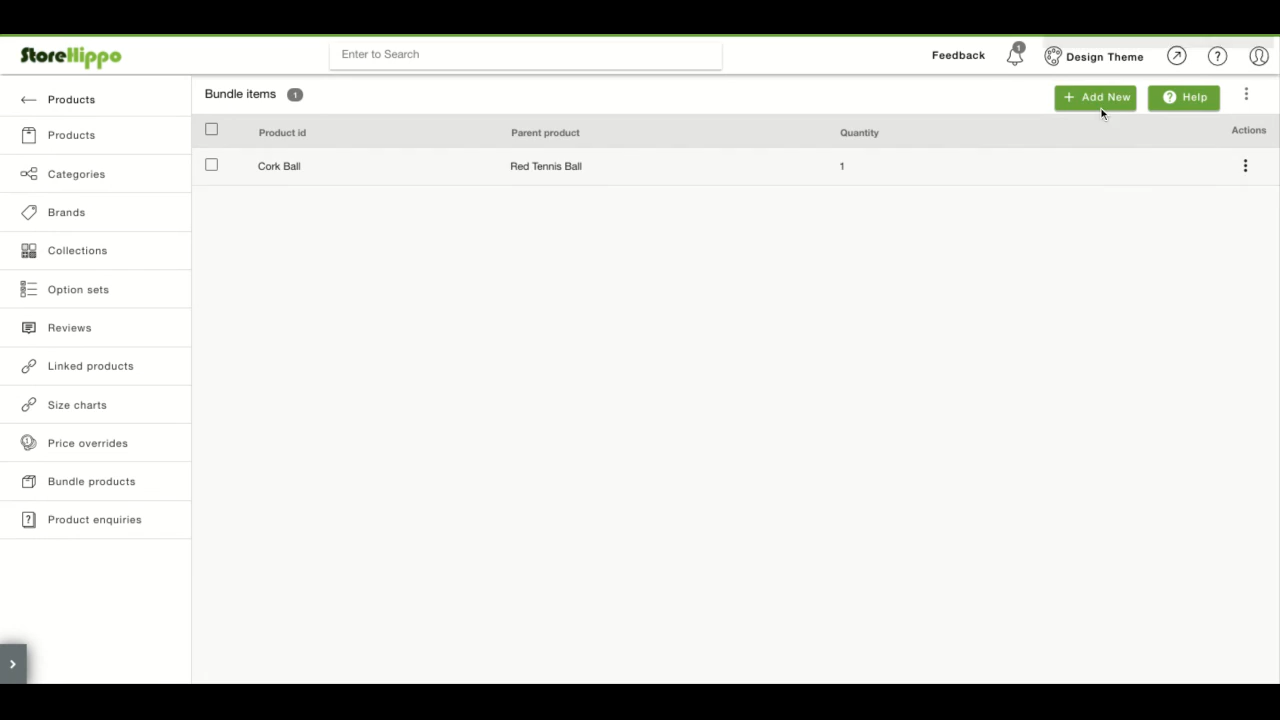 StoreHippo
Enter to Search
Feedback
1
Design Theme
?
Products
Bundle items 1
+ Add New
? Help
Products
Categories
Brands
Collections
Option sets
Reviews
Linked products
Size charts
Price overrides
Bundle products
Product enquiries
Product id Parent product Quantity Actions
Cork Ball Red Tennis Ball 1